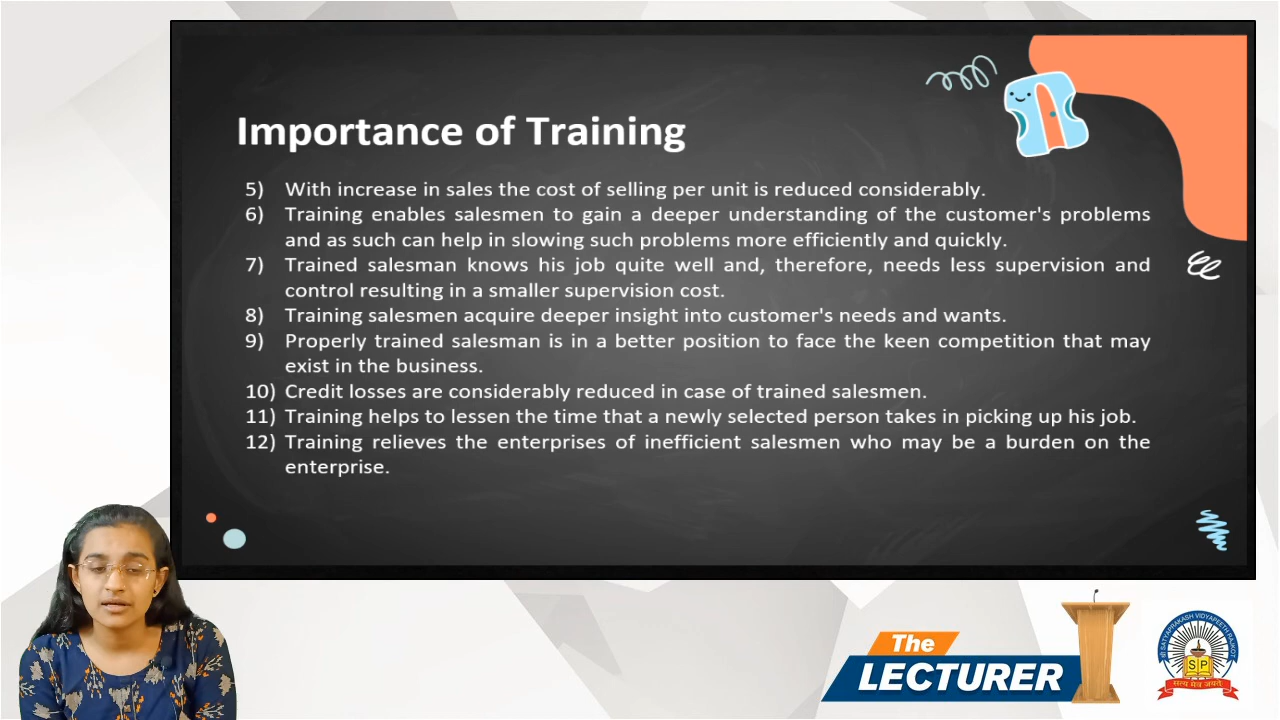 Importance of Training
5) With increase in sales the cost of selling per unit is reduced considerably.
6) Training enables salesmen to gain a deeper understanding of the customer's problems
and as such can help in slowing such problems more efficiently and quickly.
7) Trained salesman knows his job quite well and, therefore, needs less supervision and
control resulting in a smaller supervision cost.
8) Training salesmen acquire deeper insight into customer's needs and wants.
9) Properly trained salesman is in a better position to face the keen competition that may
exist in the business.
10) Credit losses are considerably reduced in case of trained salesmen.
11) Training helps to lessen the time that a newly selected person takes in picking up his job.
12) Training relieves the enterprises of inefficient salesmen who may be a burden on the
enterprise.
The
LECTURER
SATYAPRAKASH VIDYAPEETH RAJKOT
S P
सत्य मेव जयते